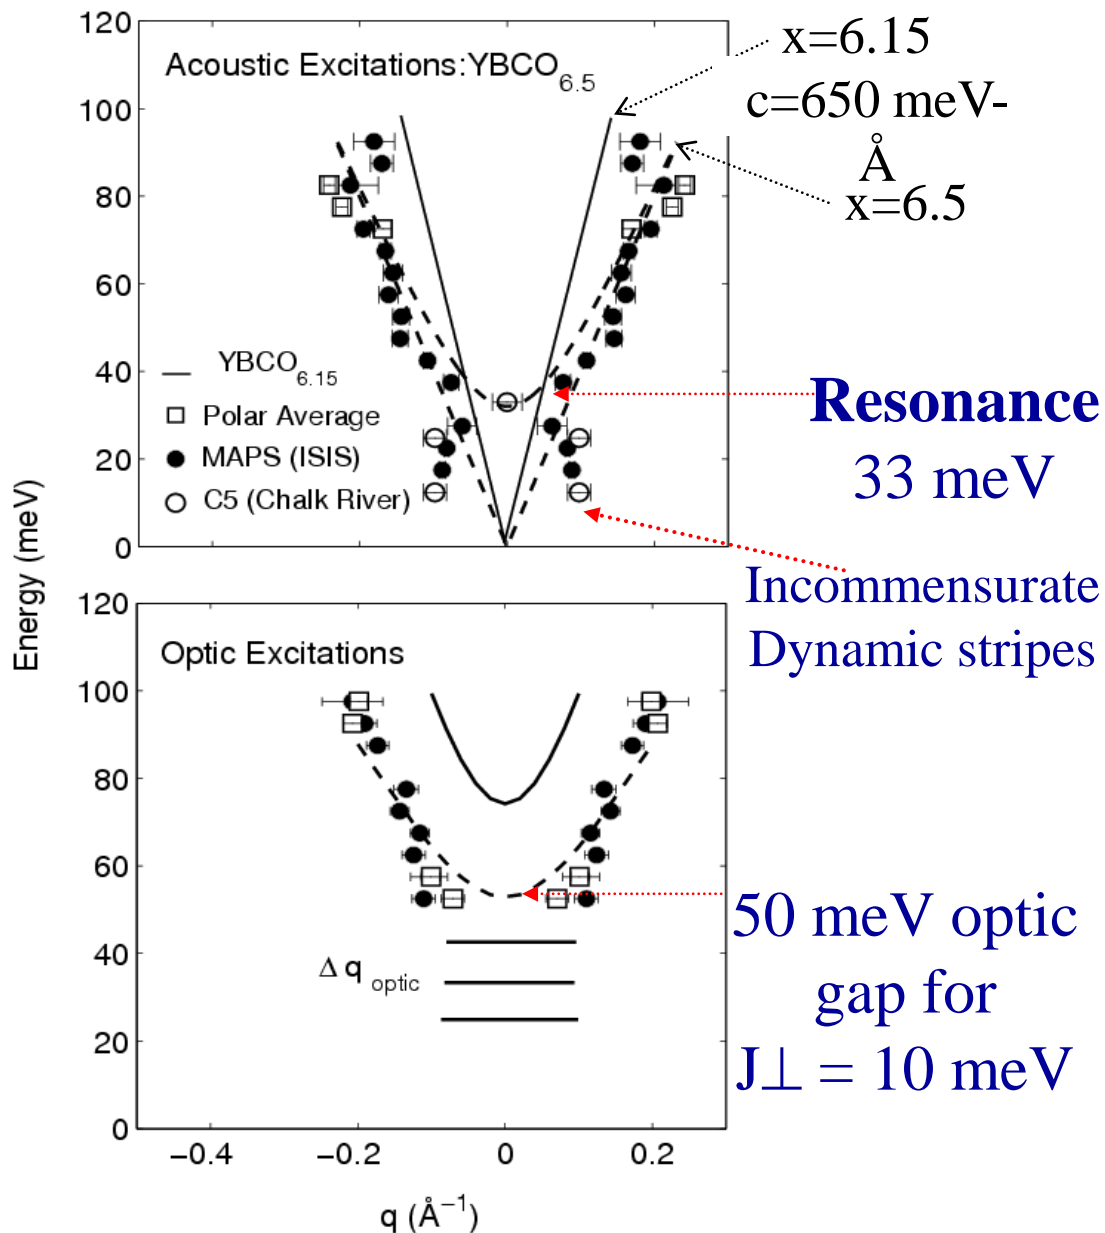 Acoustic Excitations:YBCO6.5
x=6.15
c=650 meV-
Å
x=6.5
120
100
80
60
40
20
0
YBCO6.15
Polar Average
MAPS (ISIS)
C5 (Chalk River)
Resonance
33 meV
Incommensurate
Dynamic stripes
Energy (meV)
Optic Excitations
120
100
80
60
40
20
0
Δ q optic
50 meV optic
gap for
J⊥ = 10 meV
−0.4 −0.2 0 0.2
q (Å−1)